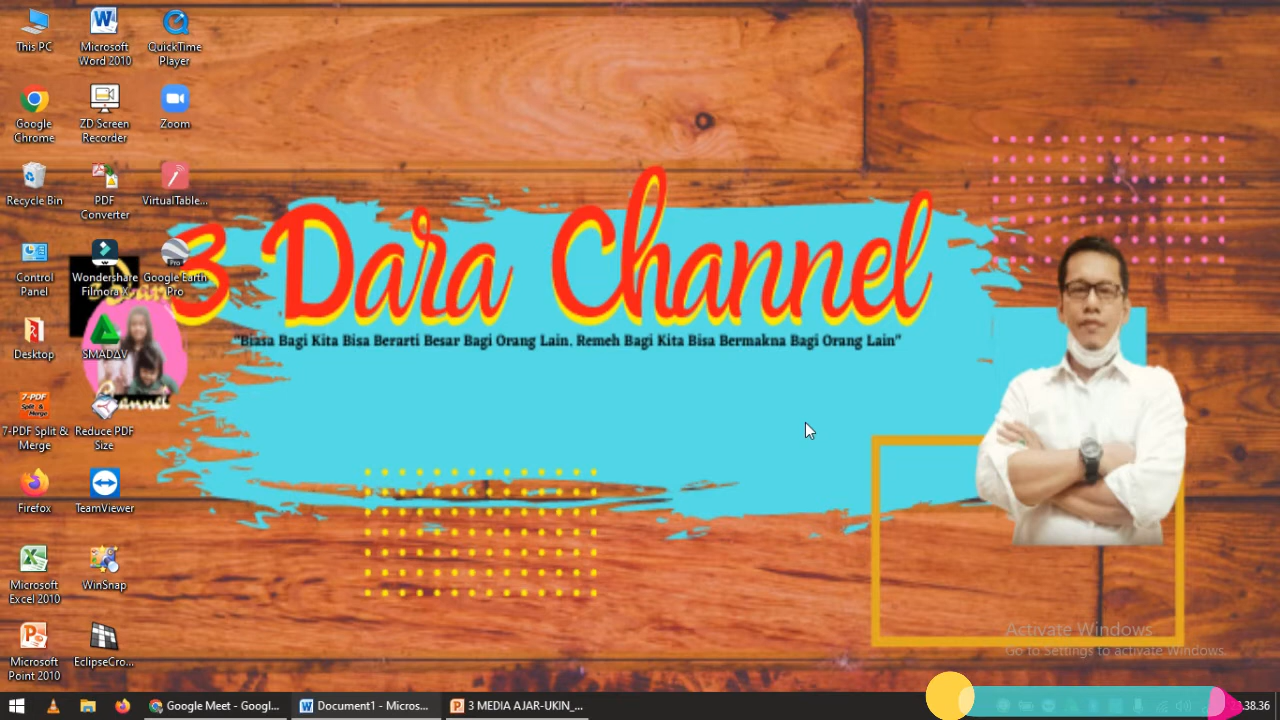 This PC
Microsoft
Word 2010
QuickTime
Player
Google
Chrome
ZD Screen
Recorder
Zoom
Recycle Bin
PDF
Converter
VirtualTable...
Control
Panel
Wondershare
Filmora X
Google Earth
Pro
Desktop
SMADΔV
7-PDF Split &
Merge
Reduce PDF
Size
Firefox
TeamViewer
Microsoft
Excel 2010
WinSnap
Microsoft
Point 2010
EclipseCro...
3 Dara Channel
"Biasa Bagi Kita Bisa Berarti Besar Bagi Orang Lain, Remeh Bagi Kita Bisa Bermakna Bagi Orang Lain"
Activate Windows
Go to Settings to activate Windows.
Google Meet - Googl...
Document1 - Micros...
3 MEDIA AJAR-UKIN_...